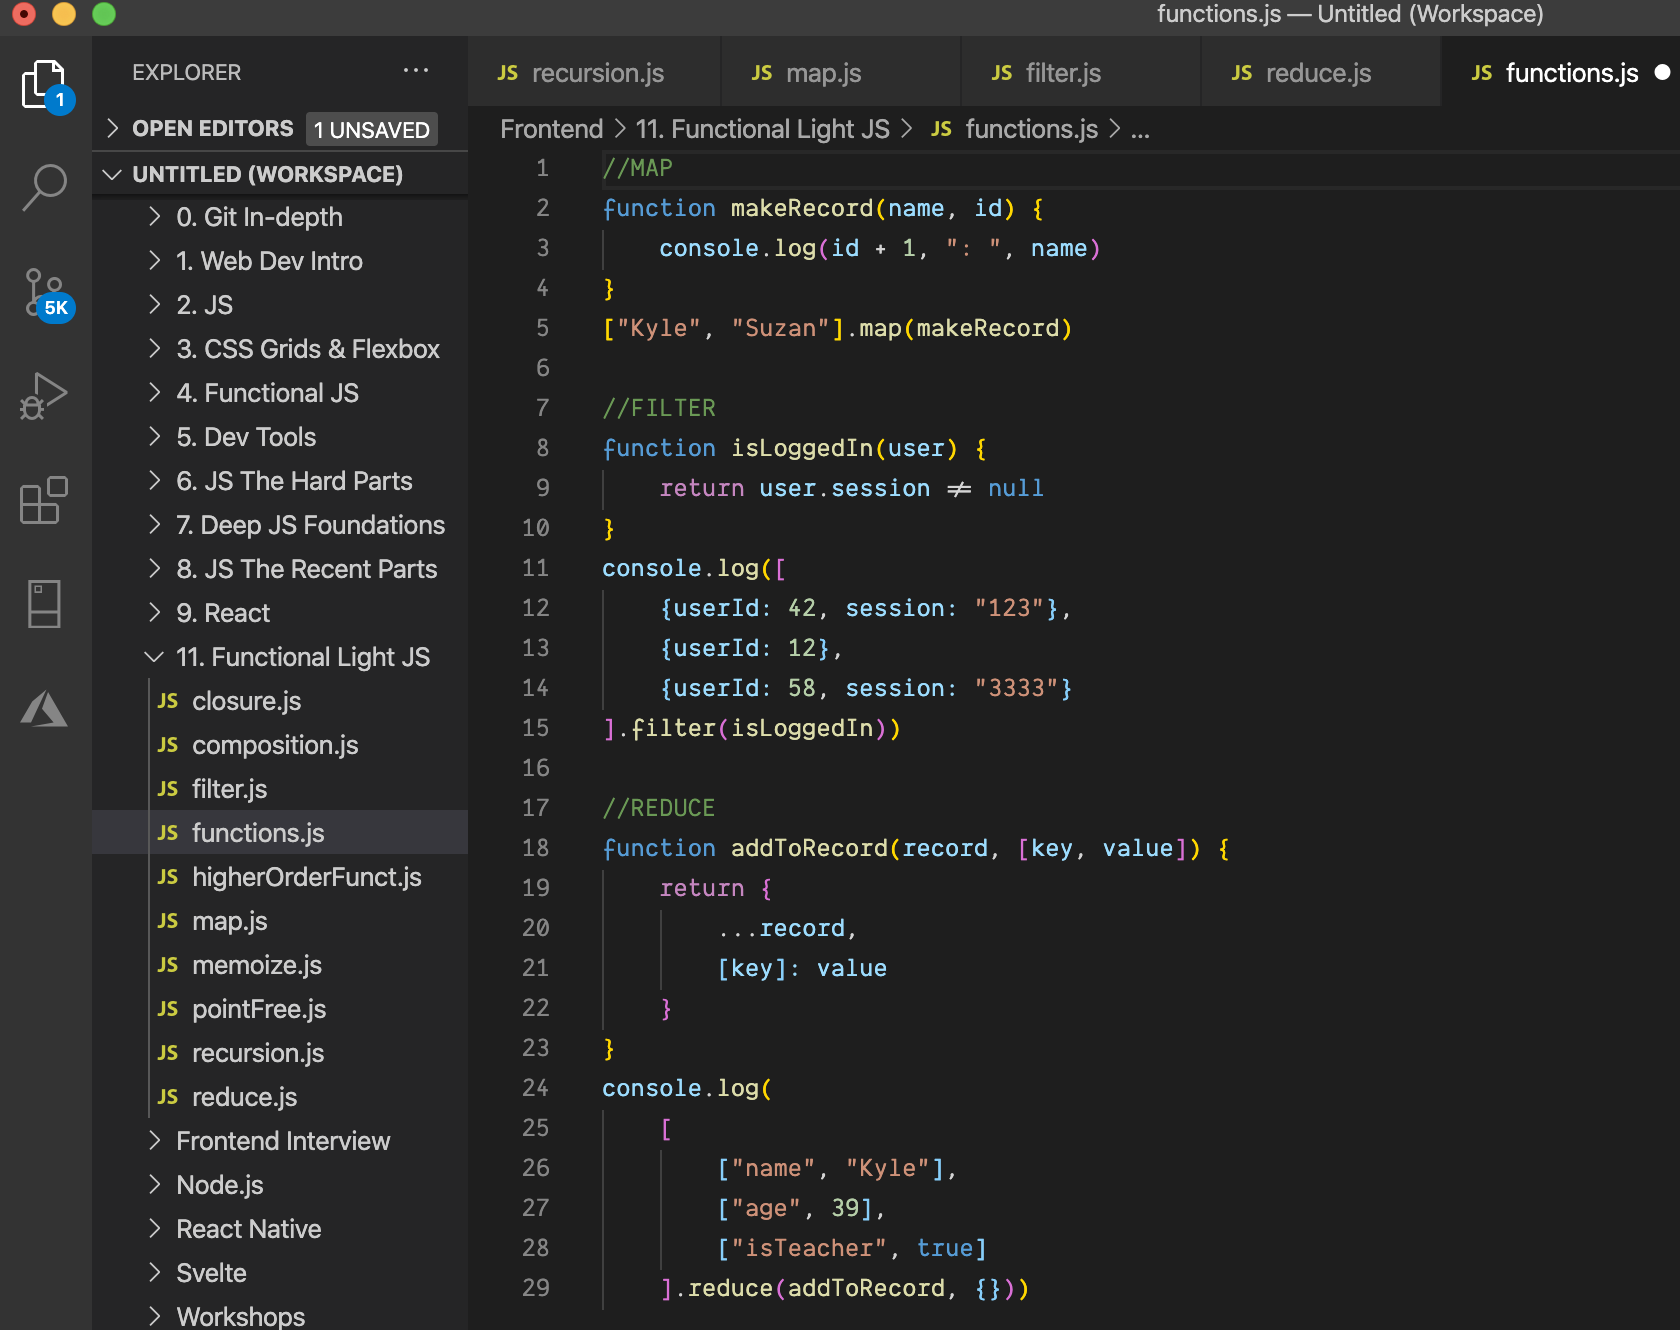 functions.js — Untitled (Workspace)
EXPLORER
...
1
OPEN EDITORS 1 UNSAVED
UNTITLED (WORKSPACE)
0. Git In-depth
1. Web Dev Intro
2. JS
5K
3. CSS Grids & Flexbox
4. Functional JS
5. Dev Tools
6. JS The Hard Parts
7. Deep JS Foundations
8. JS The Recent Parts
9. React
11. Functional Light JS
JS closure.js
JS composition.js
JS filter.js
JS functions.js
JS higherOrderFunct.js
JS map.js
JS memoize.js
JS pointFree.js
JS recursion.js
JS reduce.js
Frontend Interview
Node.js
React Native
Svelte
Workshops
JS recursion.js JS map.js JS filter.js JS reduce.js JS functions.js
Frontend > 11. Functional Light JS > JS functions.js > ...
1 //MAP
2 function makeRecord(name, id) {
3 console.log(id + 1, ": ", name)
4 }
5 ["Kyle", "Suzan"].map(makeRecord)
6
7 //FILTER
8 function isLoggedIn(user) {
9 return user.session ≠ null
10 }
11 console.log([
12 {userId: 42, session: "123"},
13 {userId: 12},
14 {userId: 58, session: "3333"}
15 ].filter(isLoggedIn))
16
17 //REDUCE
18 function addToRecord(record, [key, value]) {
19 return {
20 ...record,
21 [key]: value
22 }
23 }
24 console.log(
25 [
26 ["name", "Kyle"],
27 ["age", 39],
28 ["isTeacher", true]
29 ].reduce(addToRecord, {}))